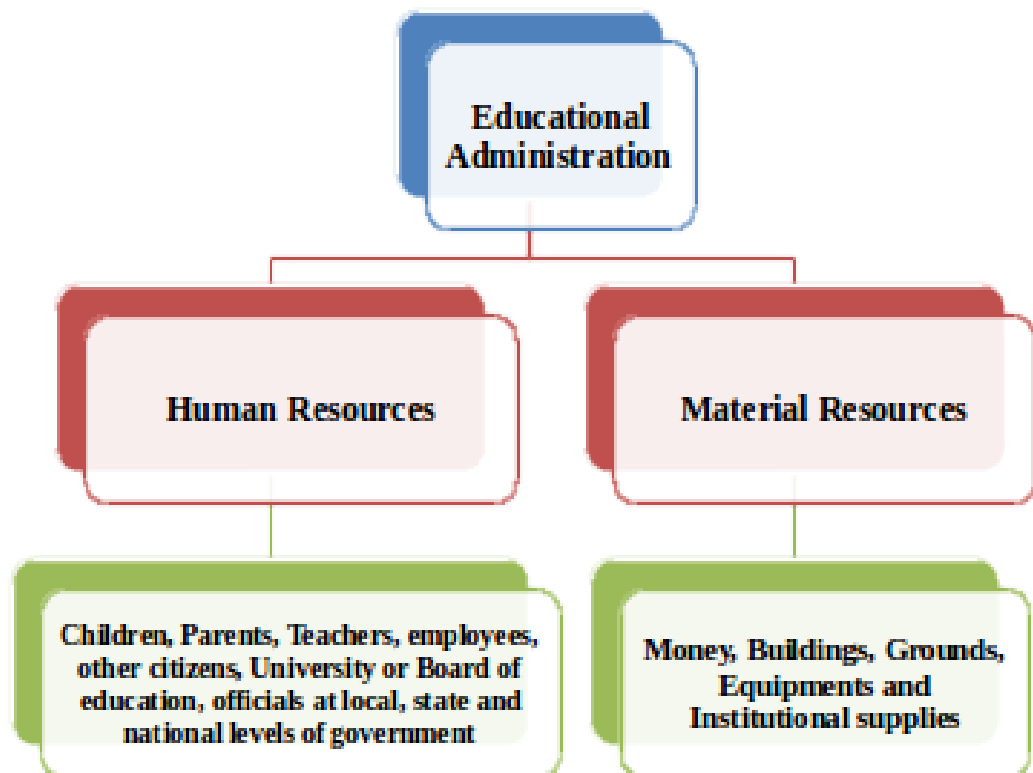 Educational
Administration
Human Resources
Material Resources
Children, Parents, Teachers, employees,
other citizens, University or Board of
education, officials at local, state and
national levels of government
Money, Buildings, Grounds,
Equipments and
Institutional supplies